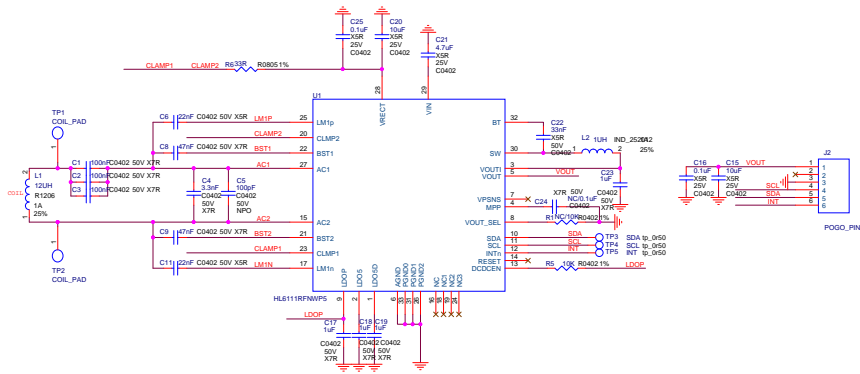 C25
0.1uF
X5R
25V
C0402
C20
10uF
X5R
25V
C0402
C21
4.7uF
X5R
25V
C0402
CLAMP1 CLAMP2 R6 33R R0805 1%
28
29
U1
VRECT
VIN
TP1
COIL_PAD
C6 22nF C0402 50V X5R LM1P 25 LM1p
CLAMP2 20 CLMP2
C8 47nF C0402 50V X7R BST1 22 BST1
AC1 27 AC1
C1 100nF C0402 50V X7R
C2 100nF C0402 50V X7R
C3 100nF C0402 50V X7R
2
COIL
L1
12UH
R1206
1A
25%
1
C4
3.3nF
C0402
50V
X7R
C5
100pF
C0402
50V
NPO
AC2 15 AC2
C9 47nF C0402 50V X7R BST2 21 BST2
CLAMP1 23 CLMP1
C11 22nF C0402 50V X5R LM1N 17 LM1n
1
TP2
COIL_PAD
BT 32
C22
33nF
X5R
50V
C0402
SW 30
1 L2 1UH 2 25%
VOUTI 3
VOUT 5 VOUT
C23
1uF
C0402
50V
X7R
VPSNS 7
MPP 4
C24
X7R 50V
NC/0.1uF
C0402
VOUT_SEL 8 R1 NC/10K R0402 1%
SDA 10 SDA TP3 SDA tp_0r50
SCL 11 SCL TP4 SCL tp_0r50
INTn 12 INT TP5 INT tp_0r50
RESET 14
DCDCEN 13 R5 10K R0402 1% LDOP
LDOP
LDO5
LDO5D
AGND
PGND0
PGND1
PGND2
NC
NC1
NC2
NC3
HL6111RFNWP5
9 2 1 6 33 31 26 16 18 19 24
LDOP
C17
1uF
C0402
50V
X7R
C18
1uF
C0402
50V
X7R
C19
1uF
C0402
50V
X7R
C16
0.1uF
X5R
25V
C0402
C15
10uF
X5R
25V
C0402
VOUT
SCL
SDA
INT
J2
1 1
2 2
3 3
4 4
5 5
6 6
POGO_PIN